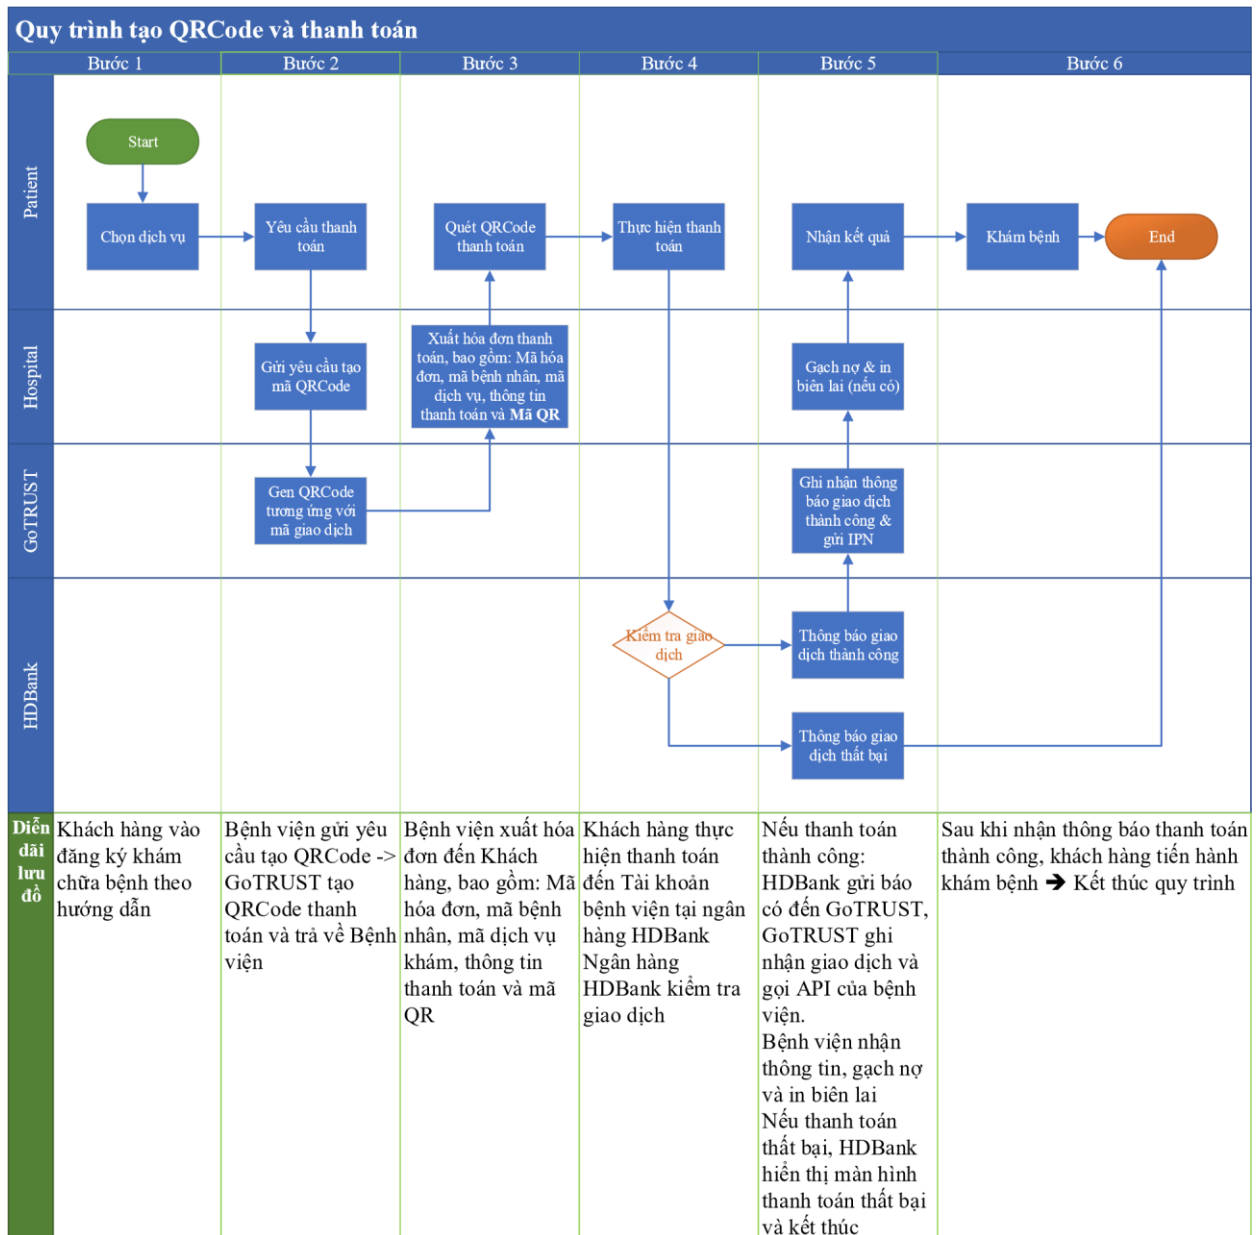 Quy trình tạo QRCode và thanh toán
Bước 1
Bước 2
Bước 3
Bước 4
Bước 5
Bước 6
Patient
Start
Chọn dịch vụ
Yêu cầu thanh
toán
Quét QRCode
thanh toán
Thực hiện thanh
toán
Nhận kết quả
Khám bệnh
End
Hospital
Gửi yêu cầu tạo
mã QRCode
Xuất hóa đơn thanh
toán, bao gồm: Mã hóa
đơn, mã bệnh nhân, mã
dịch vụ, thông tin
thanh toán và Mã QR
Gạch nợ & in
biên lai (nếu có)
GoTRUST
Gen QRCode
tương ứng với
mã giao dịch
Ghi nhận thông
báo giao dịch
thành công &
gửi IPN
HDBank
Kiểm tra giao
dịch
Thông báo giao
dịch thành công
Thông báo giao
dịch thất bại
Diễn
dãi
lưu
đồ
Khách hàng vào
đăng ký khám
chữa bệnh theo
hướng dẫn
Bệnh viện gửi yêu
cầu tạo QRCode ->
GoTRUST tạo
QRCode thanh
toán và trả về Bệnh
viện
Bệnh viện xuất hóa
đơn đến Khách
hàng, bao gồm: Mã
hóa đơn, mã bệnh
nhân, mã dịch vụ
khám, thông tin
thanh toán và mã
QR
Khách hàng thực
hiện thanh toán
đến Tài khoản
bệnh viện tại ngân
hàng HDBank
Ngân hàng
HDBank kiểm tra
giao dịch
Nếu thanh toán
thành công:
HDBank gửi báo
có đến GoTRUST,
GoTRUST ghi
nhận giao dịch và
gọi API của bệnh
viện.
Bệnh viện nhận
thông tin, gạch nợ
và in biên lai
Nếu thanh toán
thất bại, HDBank
hiển thị màn hình
thanh toán thất bại
và kết thúc
Sau khi nhận thông báo thanh toán
thành công, khách hàng tiến hành
khám bệnh ➔ Kết thúc quy trình